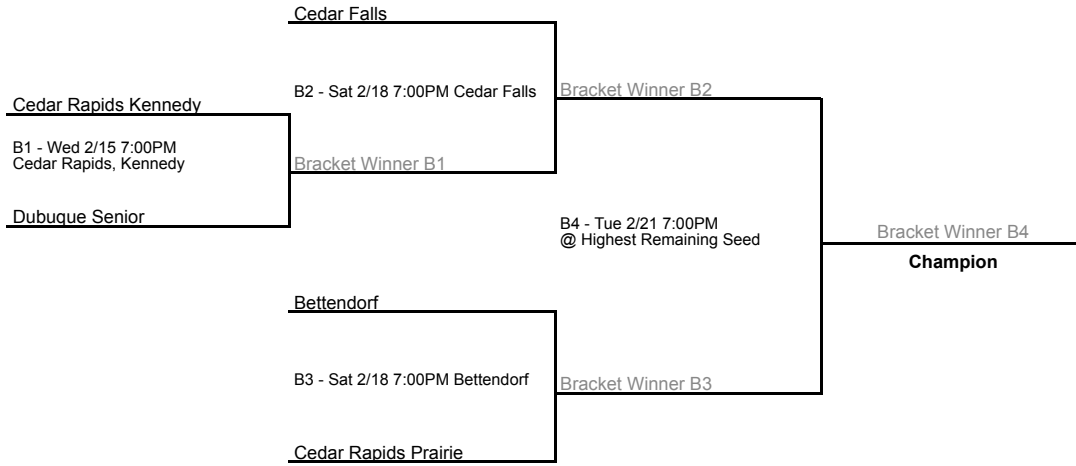 Cedar Falls
B2 - Sat 2/18 7:00PM Cedar Falls
Bracket Winner B2
Cedar Rapids Kennedy
B1 - Wed 2/15 7:00PM
Cedar Rapids, Kennedy
Bracket Winner B1
Dubuque Senior
B4 - Tue 2/21 7:00PM
@ Highest Remaining Seed
Bracket Winner B4
Champion
Bettendorf
B3 - Sat 2/18 7:00PM Bettendorf
Bracket Winner B3
Cedar Rapids Prairie